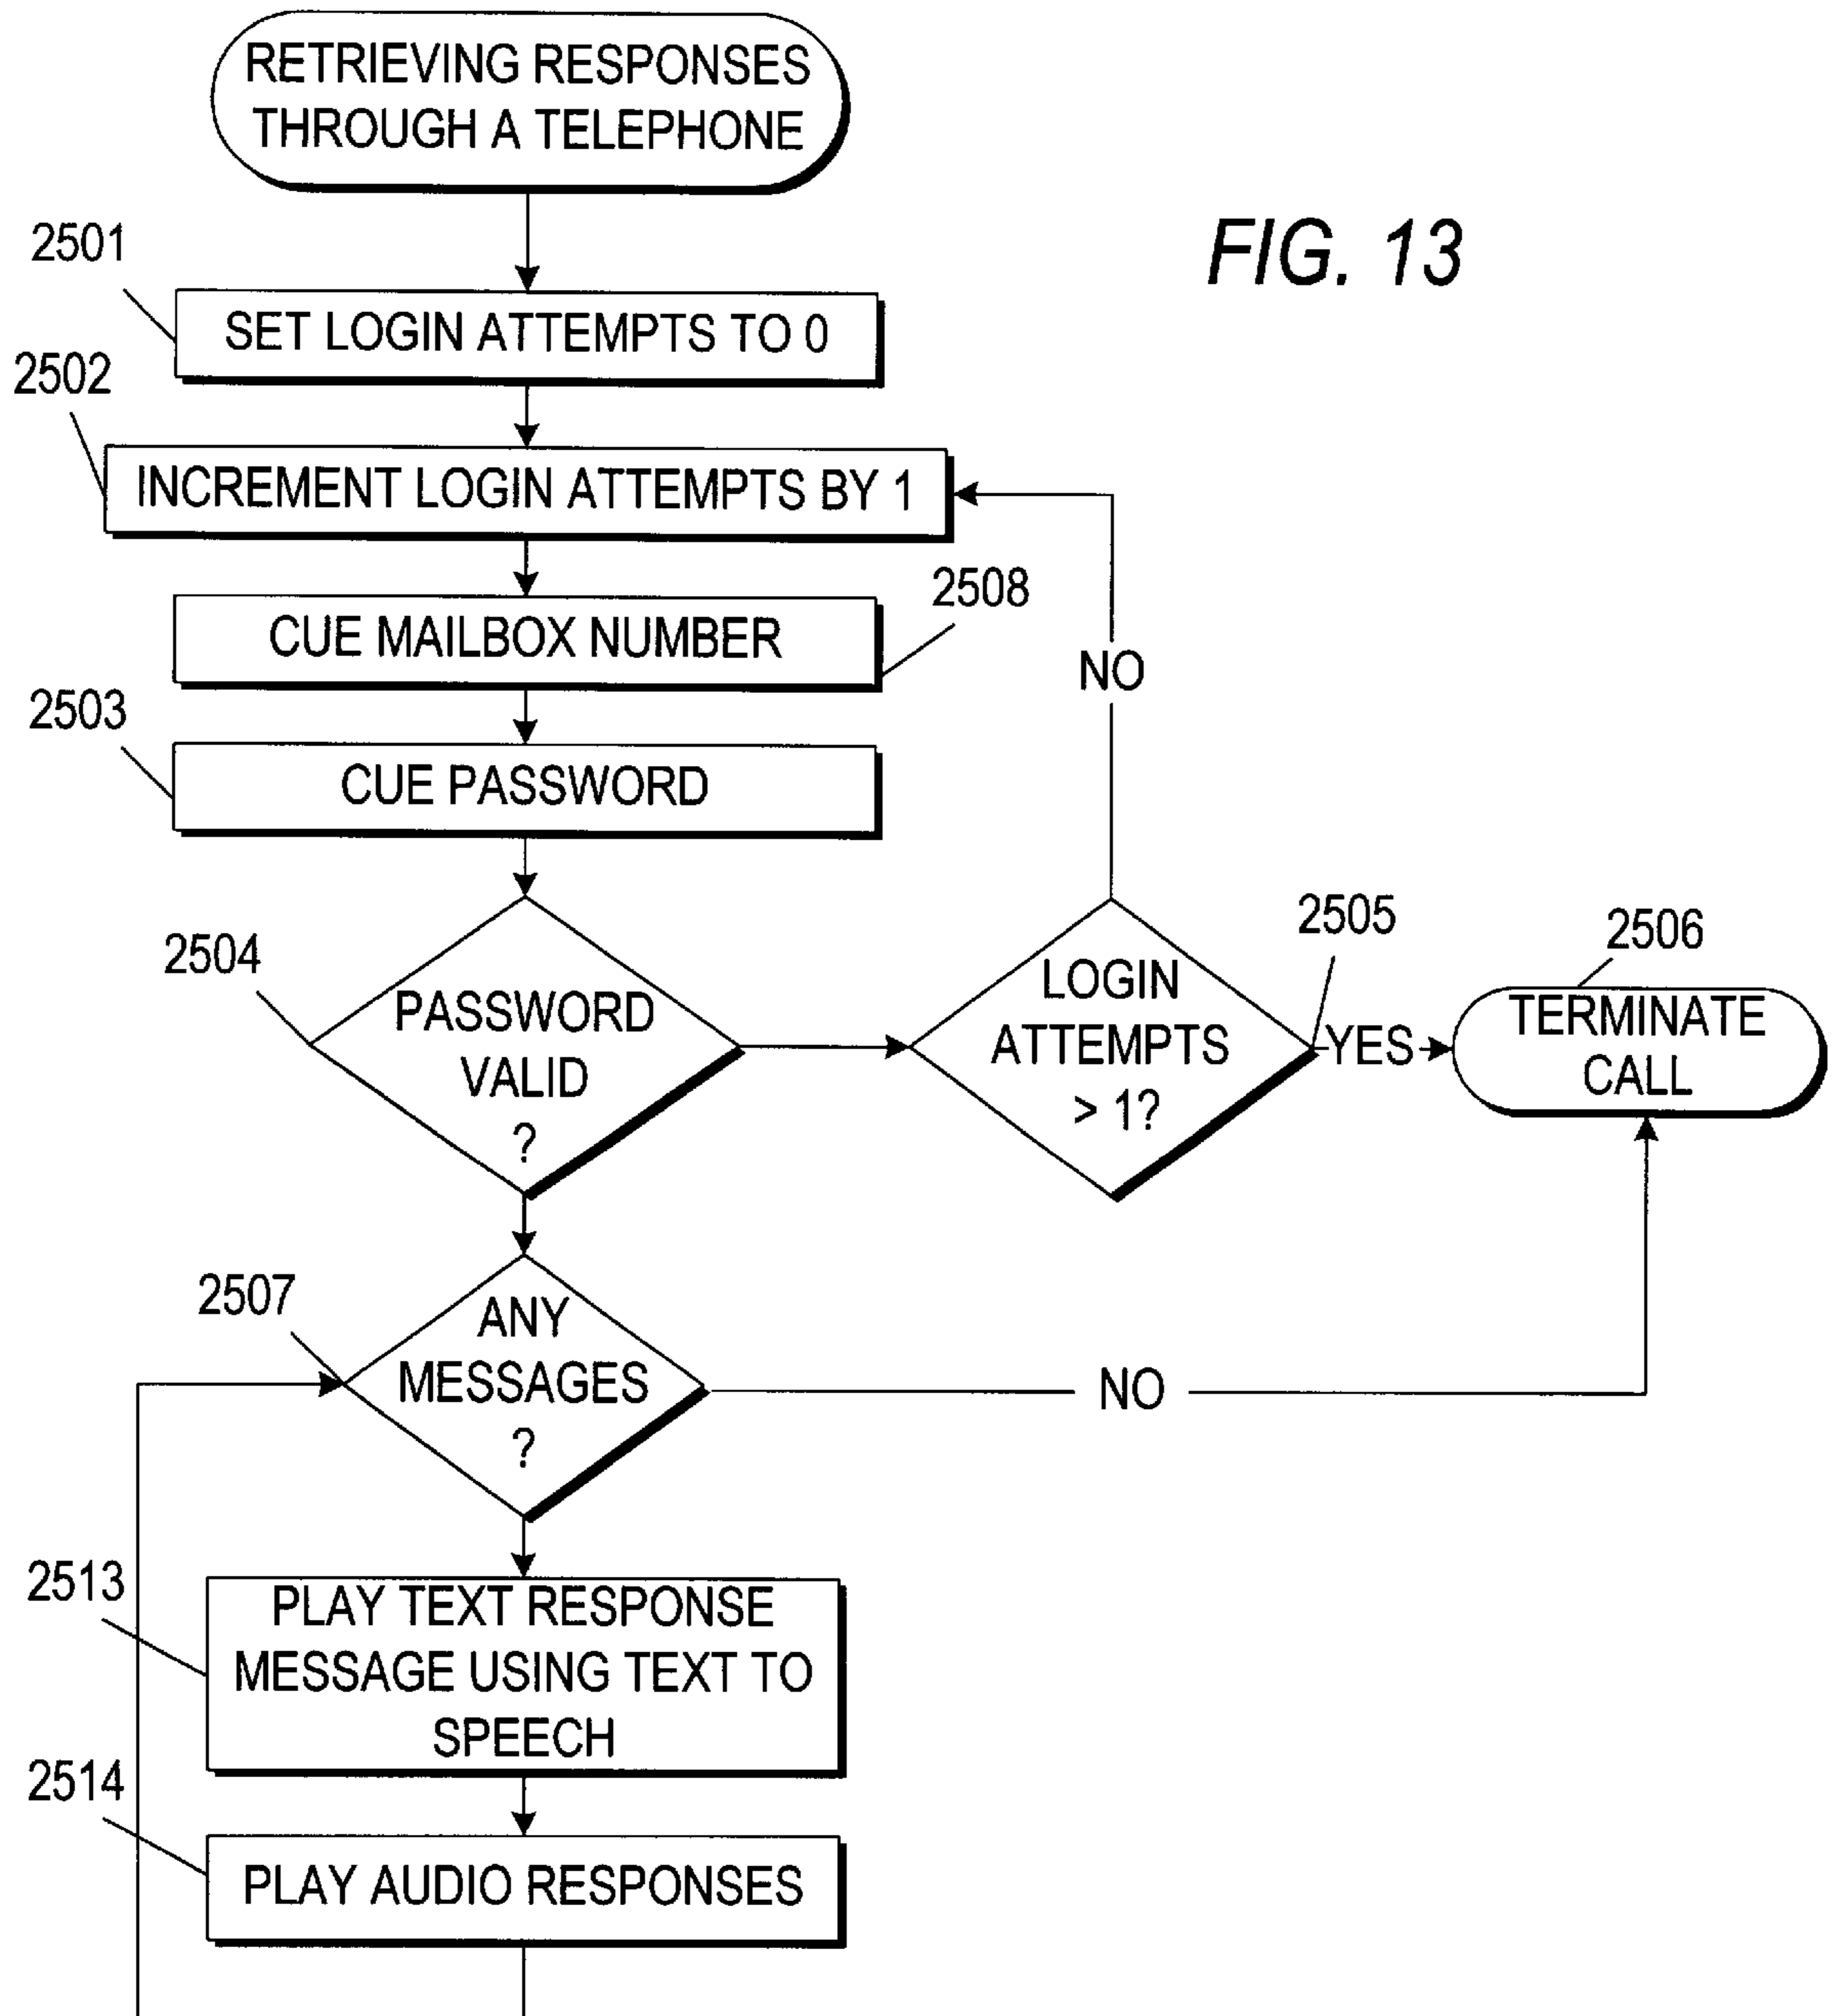 RETRIEVING RESPONSES
THROUGH A TELEPHONE
FIG. 13
2501
SET LOGIN ATTEMPTS TO 0
2502
INCREMENT LOGIN ATTEMPTS BY 1
2508
CUE MAILBOX NUMBER
NO
2503
CUE PASSWORD
2504
PASSWORD
VALID
?
2505
LOGIN
ATTEMPTS
> 1?
YES
2506
TERMINATE
CALL
2507
ANY
MESSAGES
?
NO
2513
PLAY TEXT RESPONSE
MESSAGE USING TEXT TO
SPEECH
2514
PLAY AUDIO RESPONSES